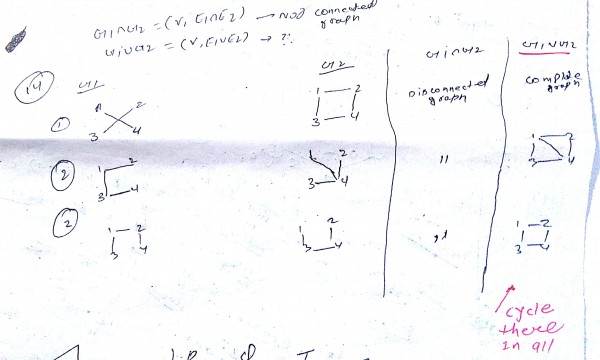 G1∩G2 = (V, E1∩E2) → Not connected graph
G1∪G2 = (V, E1∪E2) → ?
14
G1 G2 G1∩G2 G1∪G2
① 1 2 3 4 1 2 3 4 Disconnected graph Complete graph
② 1 2 3 4 1 2 3 4 " 1 2 3 4
② 1 2 3 4 1 2 3 4 " 1 2 3 4
cycle
there
in all